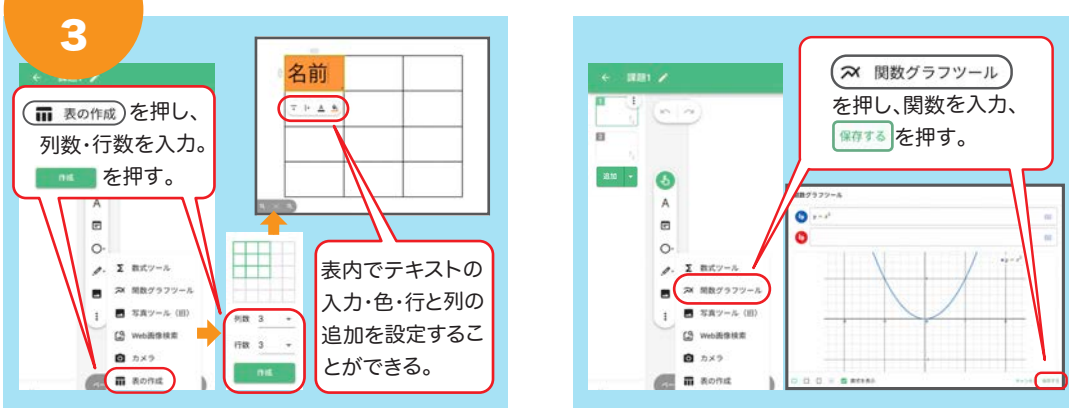 3
課題1
表の作成を押し、
列数・行数を入力。
作成を押す。
名前
A
数式ツール
関数グラフツール
写真ツール(旧)
Web画像検索
カメラ
表の作成
列数 3
行数 3
作成
表内でテキストの
入力・色・行と列の
追加を設定するこ
とができる。
課題1
1
2
追加
関数グラフツール
を押し、関数を入力、
保存するを押す。
A
数式ツール
関数グラフツール
写真ツール(旧)
Web画像検索
カメラ
表の作成
関数グラフツール
y = x²